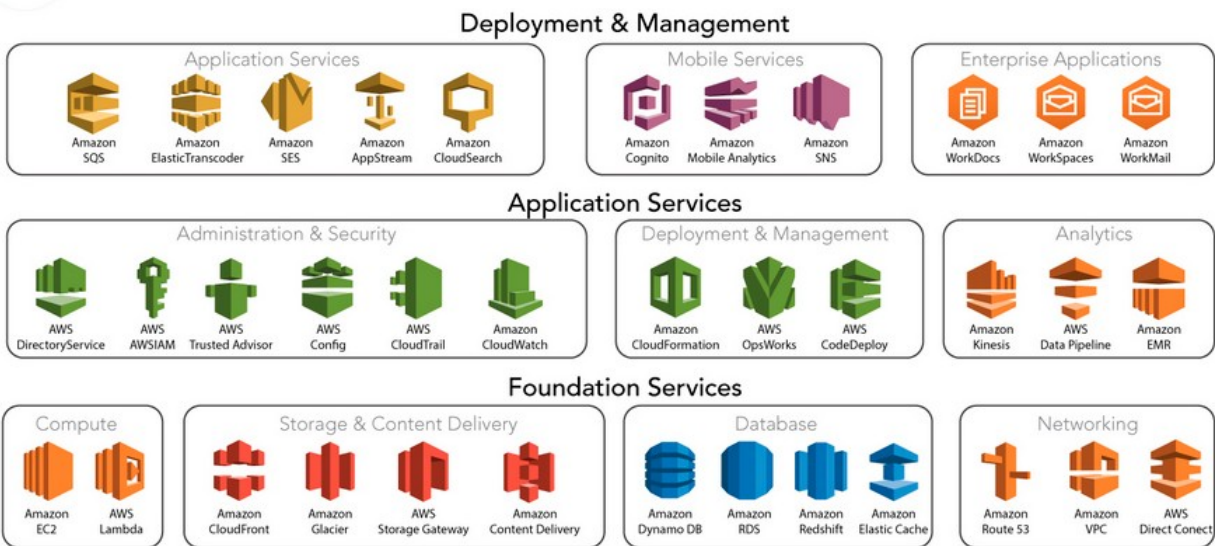 Deployment & Management
Application Services
Amazon SQS
Amazon ElasticTranscoder
Amazon SES
Amazon AppStream
Amazon CloudSearch
Mobile Services
Amazon Cognito
Amazon Mobile Analytics
Amazon SNS
Enterprise Applications
Amazon WorkDocs
Amazon WorkSpaces
Amazon WorkMail
Application Services
Administration & Security
AWS DirectoryService
AWS AWSIAM
AWS Trusted Advisor
AWS Config
AWS CloudTrail
Amazon CloudWatch
Deployment & Management
Amazon CloudFormation
AWS OpsWorks
AWS CodeDeploy
Analytics
Amazon Kinesis
AWS Data Pipeline
Amazon EMR
Foundation Services
Compute
Amazon EC2
AWS Lambda
Storage & Content Delivery
Amazon CloudFront
Amazon Glacier
AWS Storage Gateway
Amazon Content Delivery
Database
Amazon Dynamo DB
Amazon RDS
Amazon Redshift
Amazon Elastic Cache
Networking
Amazon Route 53
Amazon VPC
AWS Direct Conect